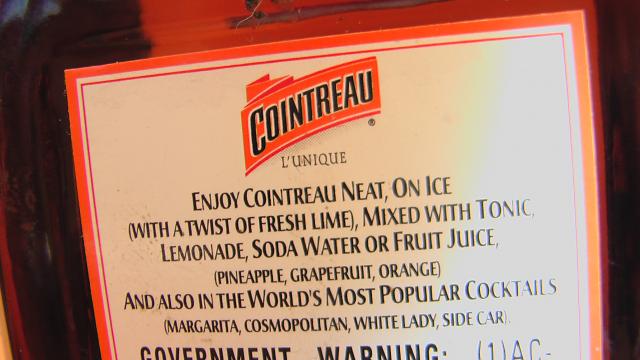 COINTREAU ®
L'UNIQUE
ENJOY COINTREAU NEAT, ON ICE
(WITH A TWIST OF FRESH LIME), MIXED WITH TONIC,
LEMONADE, SODA WATER OR FRUIT JUICE,
(PINEAPPLE, GRAPEFRUIT, ORANGE)
AND ALSO IN THE WORLD'S MOST POPULAR COCKTAILS
(MARGARITA, COSMOPOLITAN, WHITE LADY, SIDE CAR).
GOVERNMENT WARNING: (1) AC-